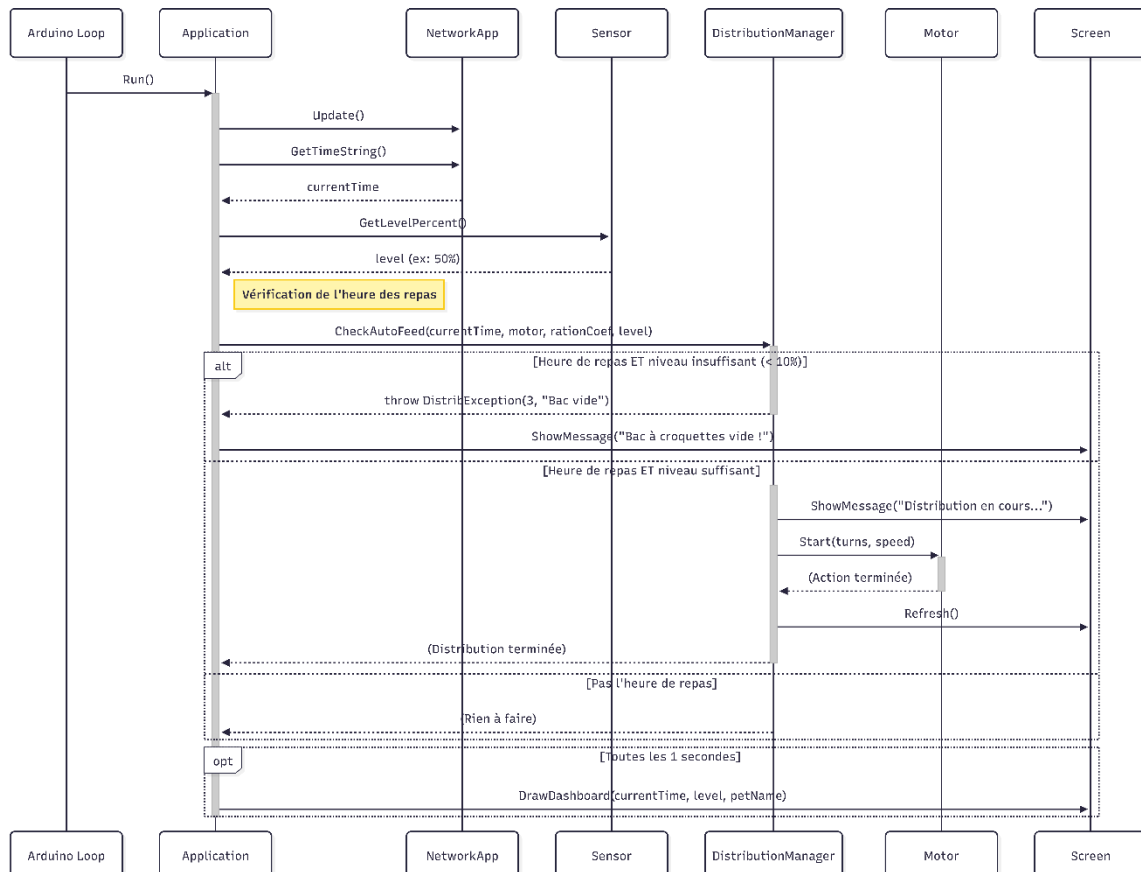 Arduino Loop
Application
NetworkApp
Sensor
DistributionManager
Motor
Screen
Run()
Update()
GetTimeString()
currentTime
GetLevelPercent()
level (ex: 50%)
Vérification de l'heure des repas
CheckAutoFeed(currentTime, motor, rationCoef, level)
alt
[Heure de repas ET niveau insuffisant (< 10%)]
throw DistribException(3, "Bac vide")
ShowMessage("Bac à croquettes vide !")
[Heure de repas ET niveau suffisant]
ShowMessage("Distribution en cours...")
Start(turns, speed)
(Action terminée)
Refresh()
(Distribution terminée)
[Pas l'heure de repas]
(Rien à faire)
opt
[Toutes les 1 secondes]
DrawDashboard(currentTime, level, petName)
Arduino Loop
Application
NetworkApp
Sensor
DistributionManager
Motor
Screen